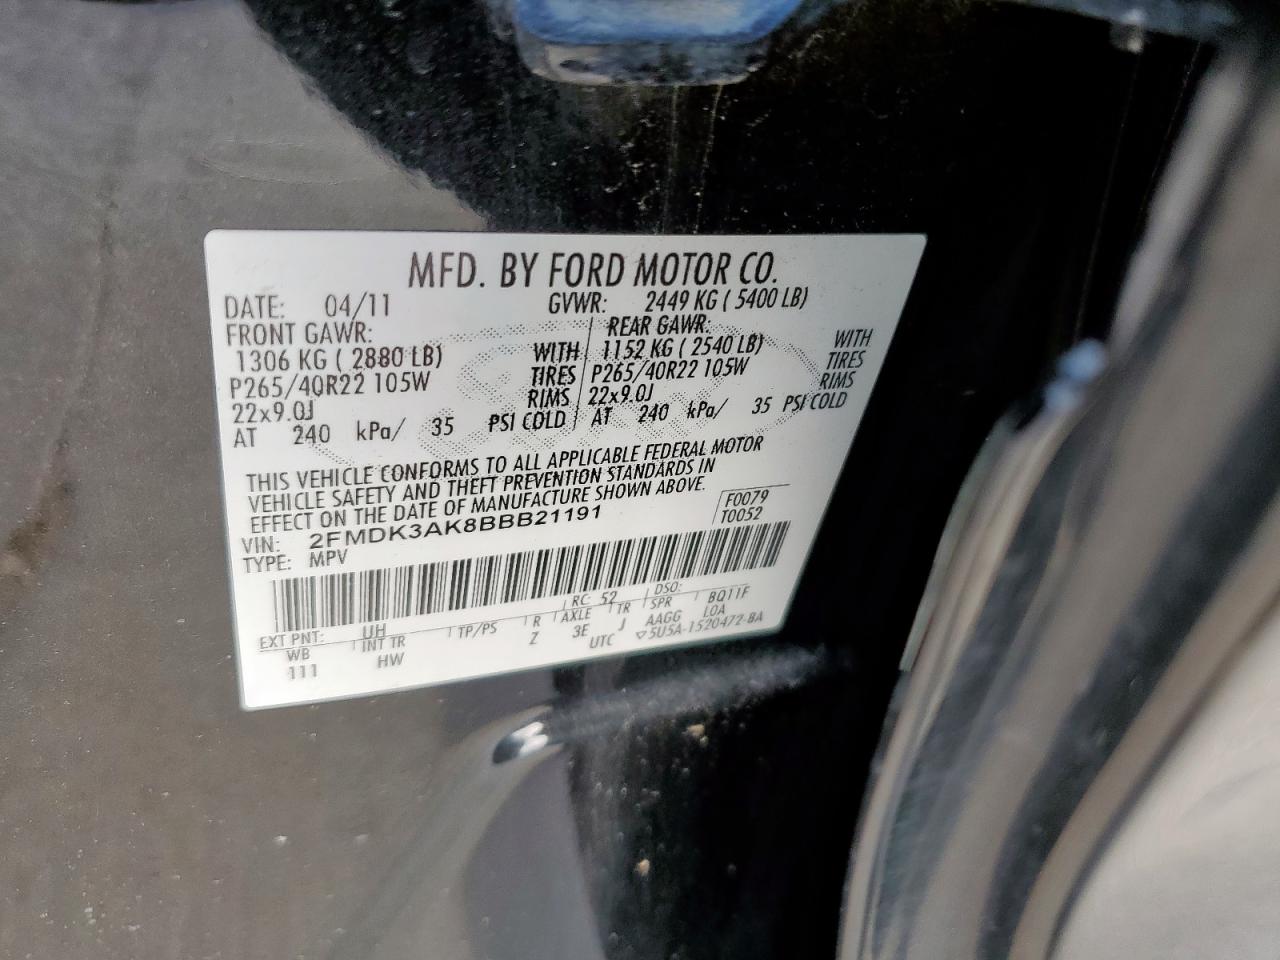 MFD. BY FORD MOTOR CO.
DATE: 04/11 GVWR: 2449 KG ( 5400 LB)
FRONT GAWR: REAR GAWR:
1306 KG ( 2880 LB) WITH 1152 KG ( 2540 LB) WITH
P265/40R22 105W TIRES P265/40R22 105W TIRES
22x9.0J RIMS 22x9.0J RIMS
AT 240 kPa/ 35 PSI COLD AT 240 kPa/ 35 PSI COLD
THIS VEHICLE CONFORMS TO ALL APPLICABLE FEDERAL MOTOR
VEHICLE SAFETY AND THEFT PREVENTION STANDARDS IN
EFFECT ON THE DATE OF MANUFACTURE SHOWN ABOVE.
F0079
VIN: 2FMDK3AK8BBB21191 T0052
TYPE: MPV
EXT PNT: UH RC: 52 DSO: BQ11F
WB INT TR TP/PS R AXLE TR SPR LOA
111 HW Z 3E J AAGG
UTC ▽5U5A-1520472-BA